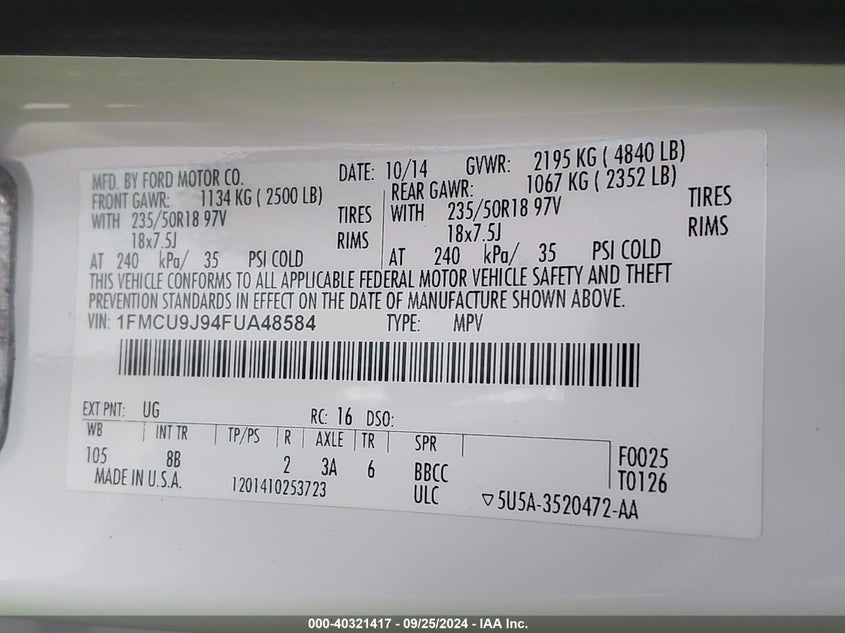 MFD. BY FORD MOTOR CO. DATE: 10/14 GVWR: 2195 KG ( 4840 LB)
FRONT GAWR: 1134 KG ( 2500 LB) REAR GAWR: 1067 KG ( 2352 LB)
WITH 235/50R18 97V TIRES WITH 235/50R18 97V TIRES
18x7.5J RIMS 18x7.5J RIMS
AT 240 kPa/ 35 PSI COLD AT 240 kPa/ 35 PSI COLD
THIS VEHICLE CONFORMS TO ALL APPLICABLE FEDERAL MOTOR VEHICLE SAFETY AND THEFT
PREVENTION STANDARDS IN EFFECT ON THE DATE OF MANUFACTURE SHOWN ABOVE.
VIN: 1FMCU9J94FUA48584 TYPE: MPV
EXT PNT: UG RC: 16 DSO:
WB INT TR TP/PS R AXLE TR SPR
105 8B 2 3A 6 BBCC F0025
MADE IN U.S.A. 1201410253723 ULC T0126
5U5A-3520472-AA
000-40321417 - 09/25/2024 - IAA Inc.